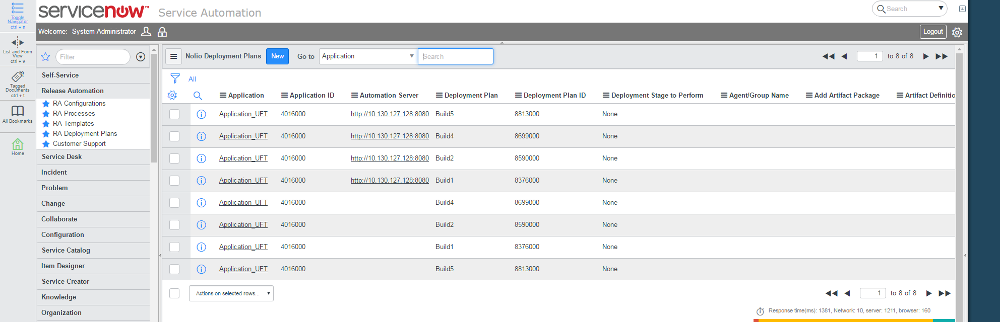 servicenow™ Service Automation
Search
Toggle
Navigator
ctrl + n
List and Form
View
ctrl + v
Tagged
Documents
ctrl + t
All Bookmarks
Home
Welcome: System Administrator
Logout
Filter
Self-Service
Release Automation
RA Configurations
RA Processes
RA Templates
RA Deployment Plans
Customer Support
Service Desk
Incident
Problem
Change
Collaborate
Configuration
Service Catalog
Item Designer
Service Creator
Knowledge
Organization
Nolio Deployment Plans New Go to Application Search 1 to 8 of 8
All
Application Application ID Automation Server Deployment Plan Deployment Plan ID Deployment Stage to Perform Agent/Group Name Add Artifact Package Artifact Definitio
Application_UFT 4016000 http://10.130.127.128:8080 Build5 8813000 None
Application_UFT 4016000 http://10.130.127.128:8080 Build4 8699000 None
Application_UFT 4016000 http://10.130.127.128:8080 Build2 8590000 None
Application_UFT 4016000 http://10.130.127.128:8080 Build1 8376000 None
Application_UFT 4016000 Build4 8699000 None
Application_UFT 4016000 Build2 8590000 None
Application_UFT 4016000 Build1 8376000 None
Application_UFT 4016000 Build5 8813000 None
Actions on selected rows... 1 to 8 of 8
Response time(ms): 1381, Network: 10, server: 1211, browser: 160